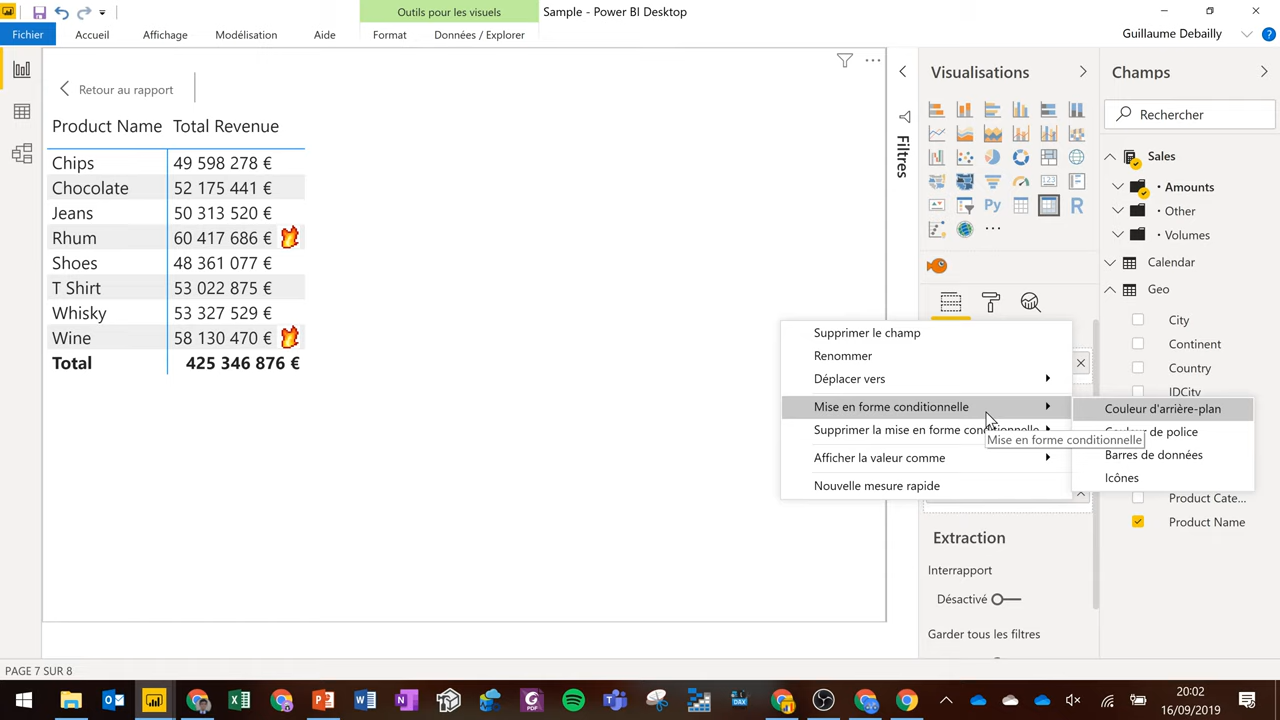 Outils pour les visuels
Sample - Power BI Desktop
Fichier
Accueil
Affichage
Modélisation
Aide
Format
Données / Explorer
Guillaume Debailly
?
Retour au rapport
Product Name Total Revenue
Chips 49 598 278 €
Chocolate 52 175 441 €
Jeans 50 313 520 €
Rhum 60 417 686 €
Shoes 48 361 077 €
T Shirt 53 022 875 €
Whisky 53 327 529 €
Wine 58 130 470 €
Total 425 346 876 €
Filtres
Visualisations
123
Py
R
Supprimer le champ
Renommer
Déplacer vers
Mise en forme conditionnelle
Supprimer la mise en forme conditionnelle
Mise en forme conditionnelle
Afficher la valeur comme
Nouvelle mesure rapide
Couleur d'arrière-plan
de police
Barres de données
Icônes
Extraction
Interrapport
Désactivé
Garder tous les filtres
Champs
Rechercher
Sales
• Amounts
• Other
• Volumes
Calendar
Geo
City
Continent
Country
IDCity
Product Cate...
Product Name
PAGE 7 SUR 8
20:02
16/09/2019